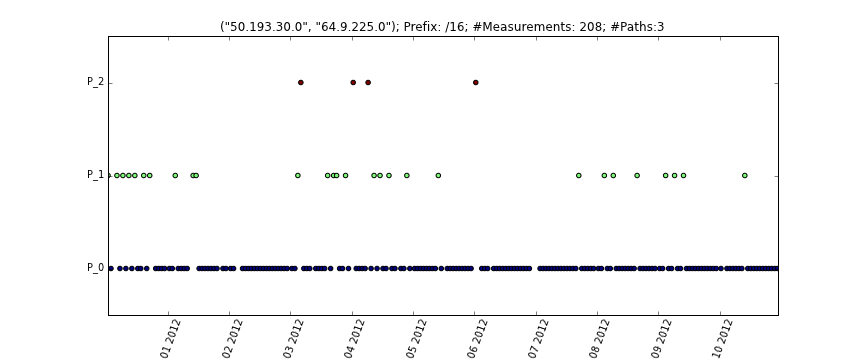 ("50.193.30.0", "64.9.225.0"); Prefix: /16; #Measurements: 208; #Paths:3
P_2
P_1
P_0
01 2012
02 2012
03 2012
04 2012
05 2012
06 2012
07 2012
08 2012
09 2012
10 2012